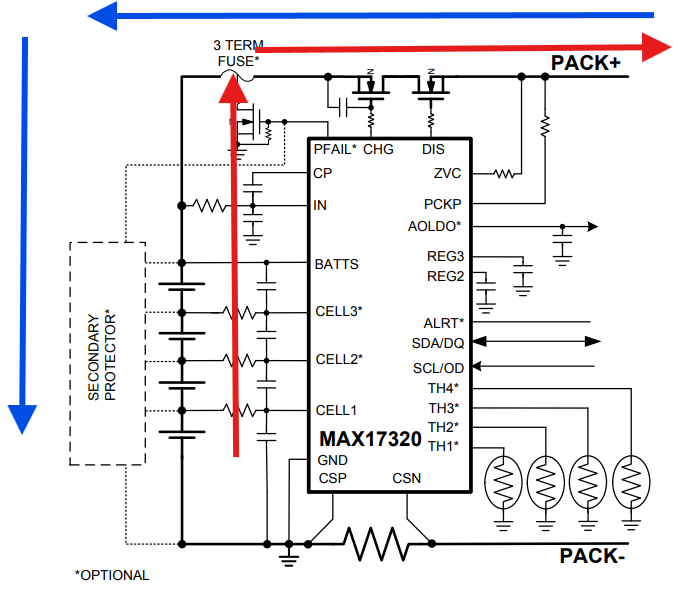 3 TERM
FUSE*
PACK+
N
N
PFAIL* CHG DIS
CP
ZVC
IN
PCKP
AOLDO*
BATTS
REG3
REG2
CELL3*
ALRT*
SDA/DQ
SECONDARY
PROTECTOR*
CELL2*
SCL/OD
TH4*
CELL1
TH3*
TH2*
MAX17320
TH1*
GND
CSP CSN
PACK-
*OPTIONAL